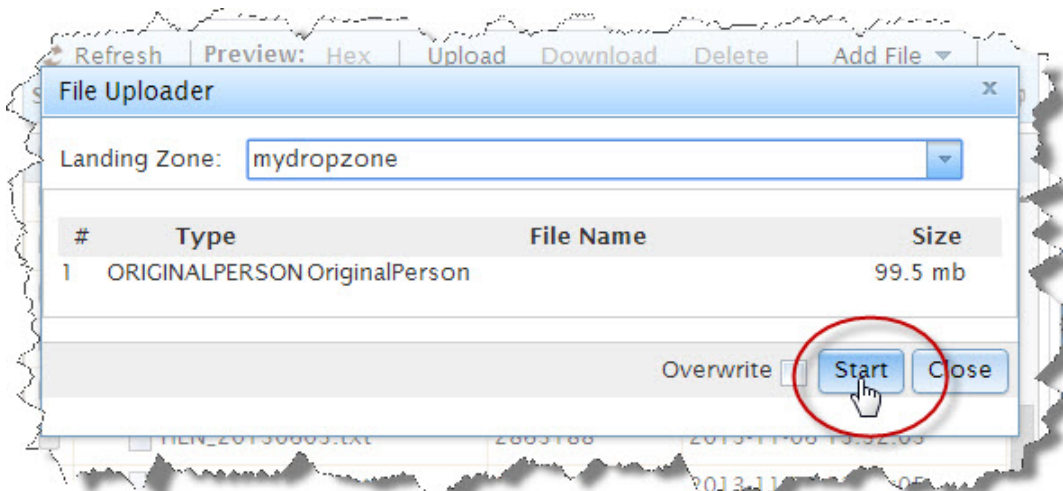 Refresh Preview: Hex Upload Download Delete Add File
File Uploader x
Landing Zone: mydropzone
# Type File Name Size
1 ORIGINALPERSON OriginalPerson 99.5 mb
Overwrite Start Close